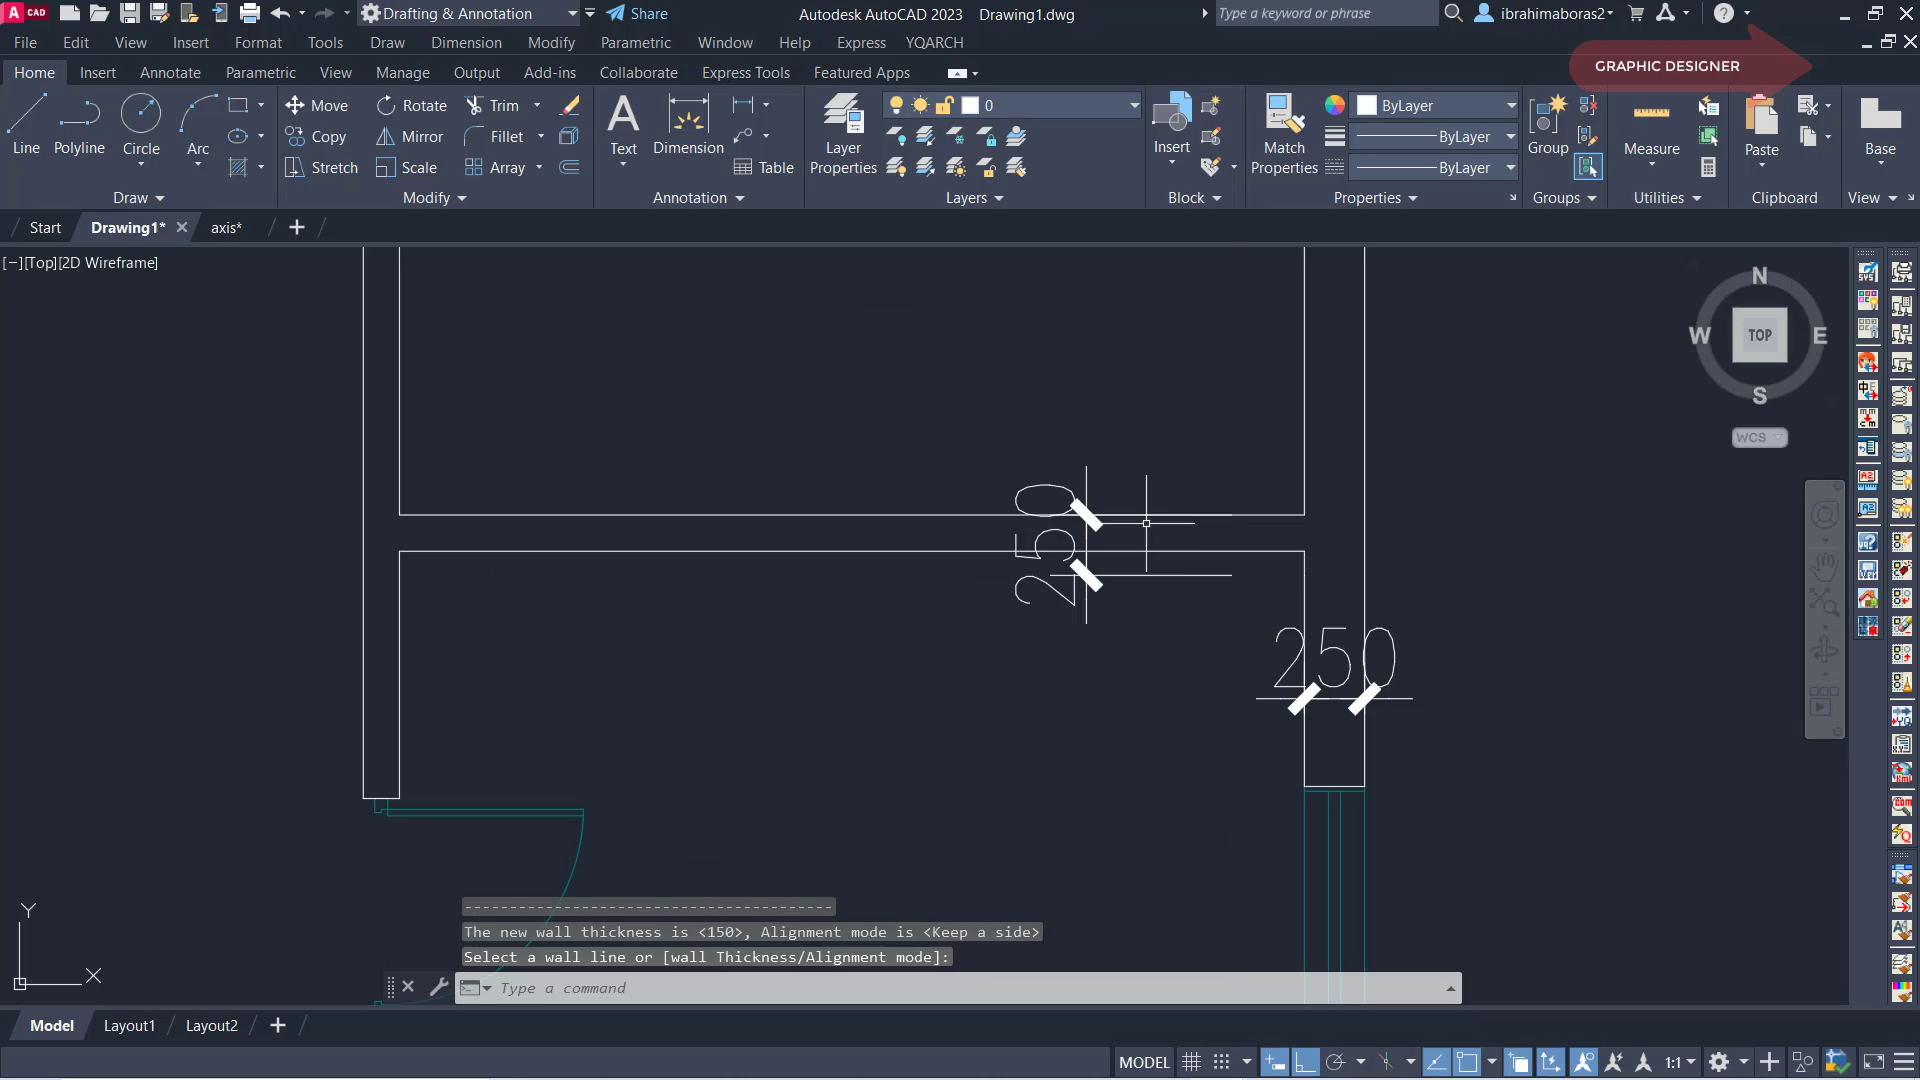 CAD
Drafting & Annotation
Share
Autodesk AutoCAD 2023 Drawing1.dwg
Type a keyword or phrase
ibrahimaboras2
File Edit View Insert Format Tools Draw Dimension Modify Parametric Window Help Express YQARCH
GRAPHIC DESIGNER
Home Insert Annotate Parametric View Manage Output Add-ins Collaborate Express Tools Featured Apps
Line Polyline Circle Arc
Move Rotate Trim
Copy Mirror Fillet
Stretch Scale Array
Text Dimension
Table
Layer
Properties
0
Insert
Match
Properties
ByLayer
ByLayer
ByLayer
Group
Measure
Paste
Base
Draw Modify Annotation Layers Block Properties Groups Utilities Clipboard View
Start Drawing1* axis*
[−][Top][2D Wireframe]
N
W TOP E
S
WCS
250
250
Y
X
The new wall thickness is <150>, Alignment mode is <Keep a side>
Select a wall line or [wall Thickness/Alignment mode]:
Type a command
Model Layout1 Layout2
MODEL 1:1